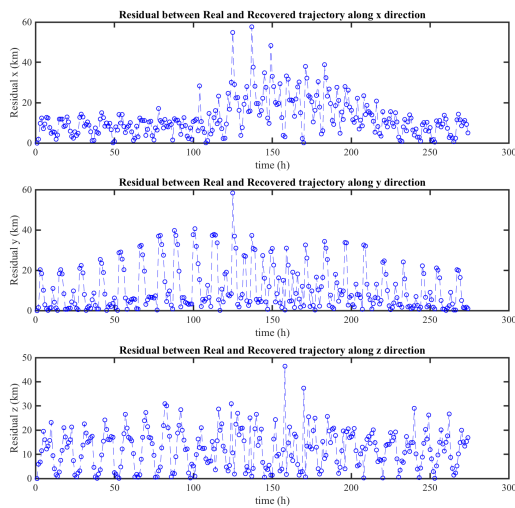 Residual between Real and Recovered trajectory along x direction
60
40
20
0
Residual x (km)
0 50 100 150 200 250 300
time (h)
Residual between Real and Recovered trajectory along y direction
60
40
20
0
Residual y (km)
0 50 100 150 200 250 300
time (h)
Residual between Real and Recovered trajectory along z direction
50
40
30
20
10
0
Residual z (km)
0 50 100 150 200 250 300
time (h)